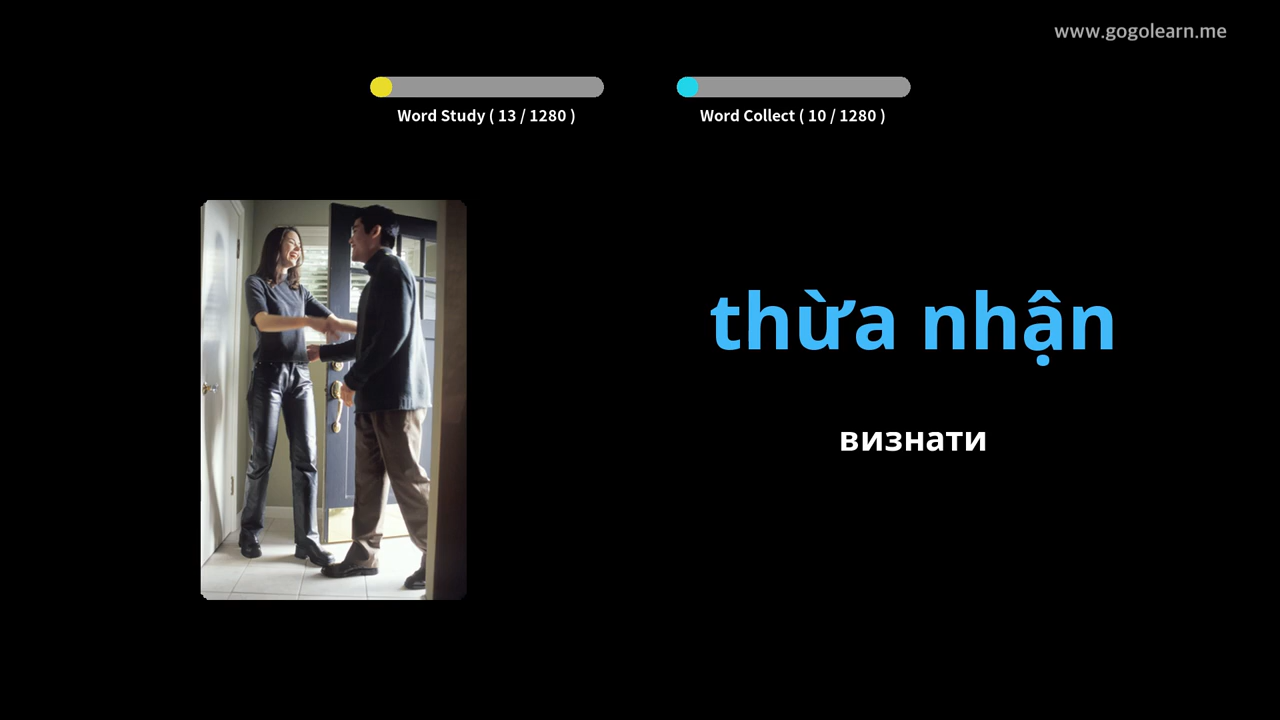 www.gogolearn.me
Word Study ( 13 / 1280 )
Word Collect ( 10 / 1280 )
thừa nhận
визнати